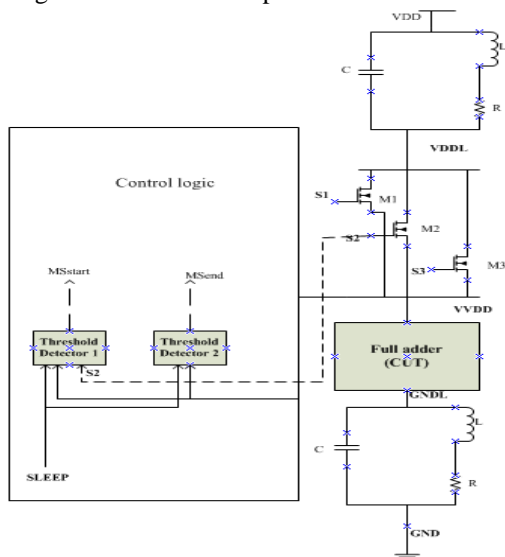 VDD
L
C
R
VDDL
Control logic
S1
M1
S2
M2
MSstart
MSend
S3
M3
VVDD
Threshold
Detector 1
Threshold
Detector 2
Full adder
(CUT)
S2
GNDL
L
C
R
SLEEP
GND